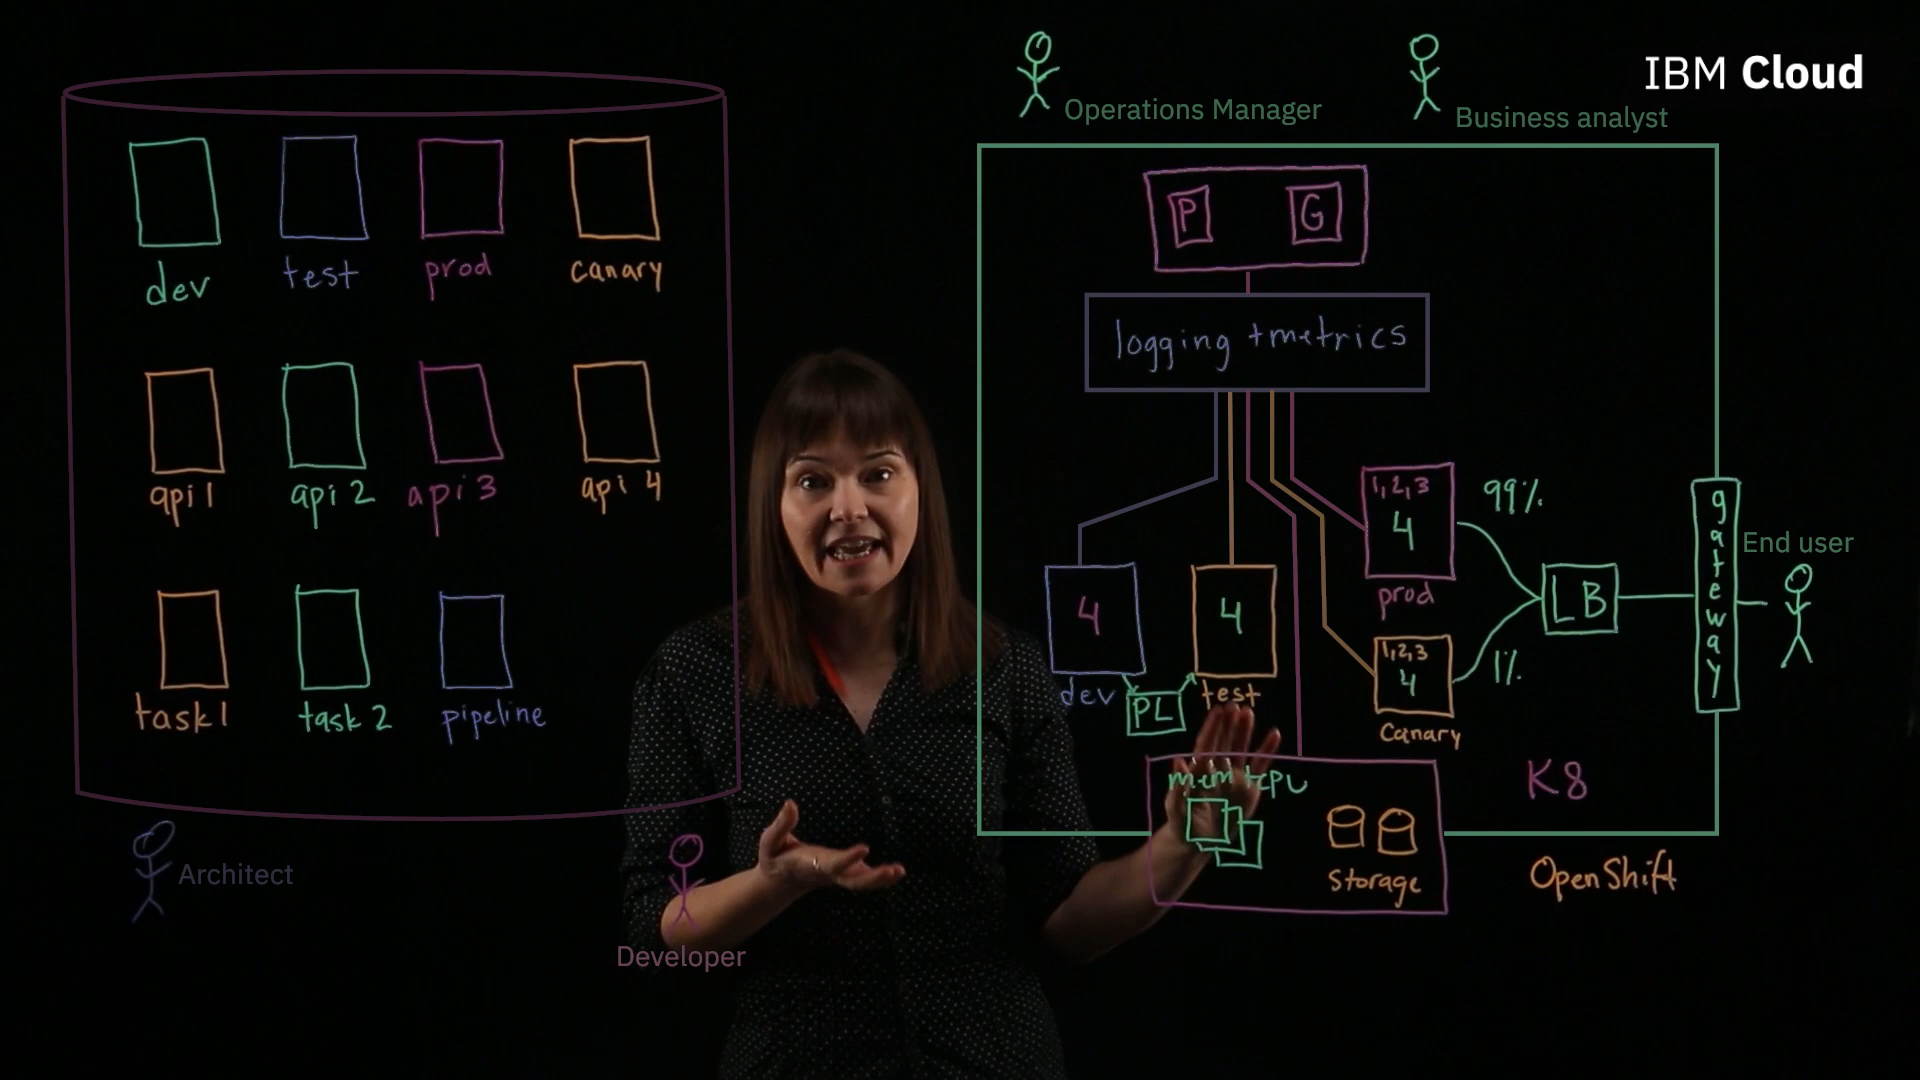 IBM Cloud
Operations Manager
Business analyst
dev
test
prod
canary
api 1
api 2
api 3
api 4
task 1
task 2
pipeline
Architect
Developer
P
G
logging + metrics
1,2,3
4
prod
99%
4
dev
PL
4
test
1,2,3
4
Canary
1%
LB
gateway
End user
mem + CPU
Storage
K8
OpenShift